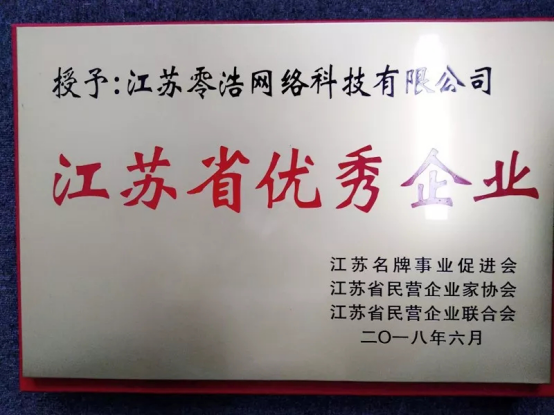 授予:江苏零浩网络科技有限公司
江苏省优秀企业
江苏名牌事业促进会
江苏省民营企业家协会
江苏省民营企业联合会
二〇一八年六月